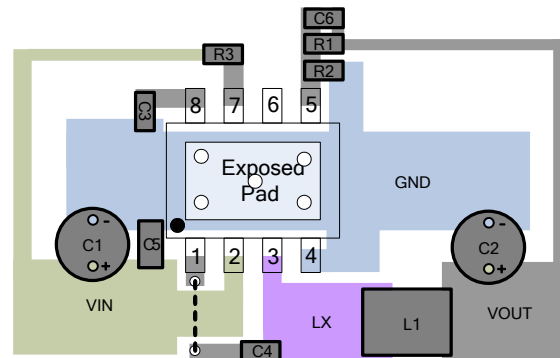 C6
R1
R3
R2
C3
8
7
6
5
Exposed
Pad
GND
-
C1
+
C5
-
C2
+
1
2
3
4
VIN
LX
L1
VOUT
C4